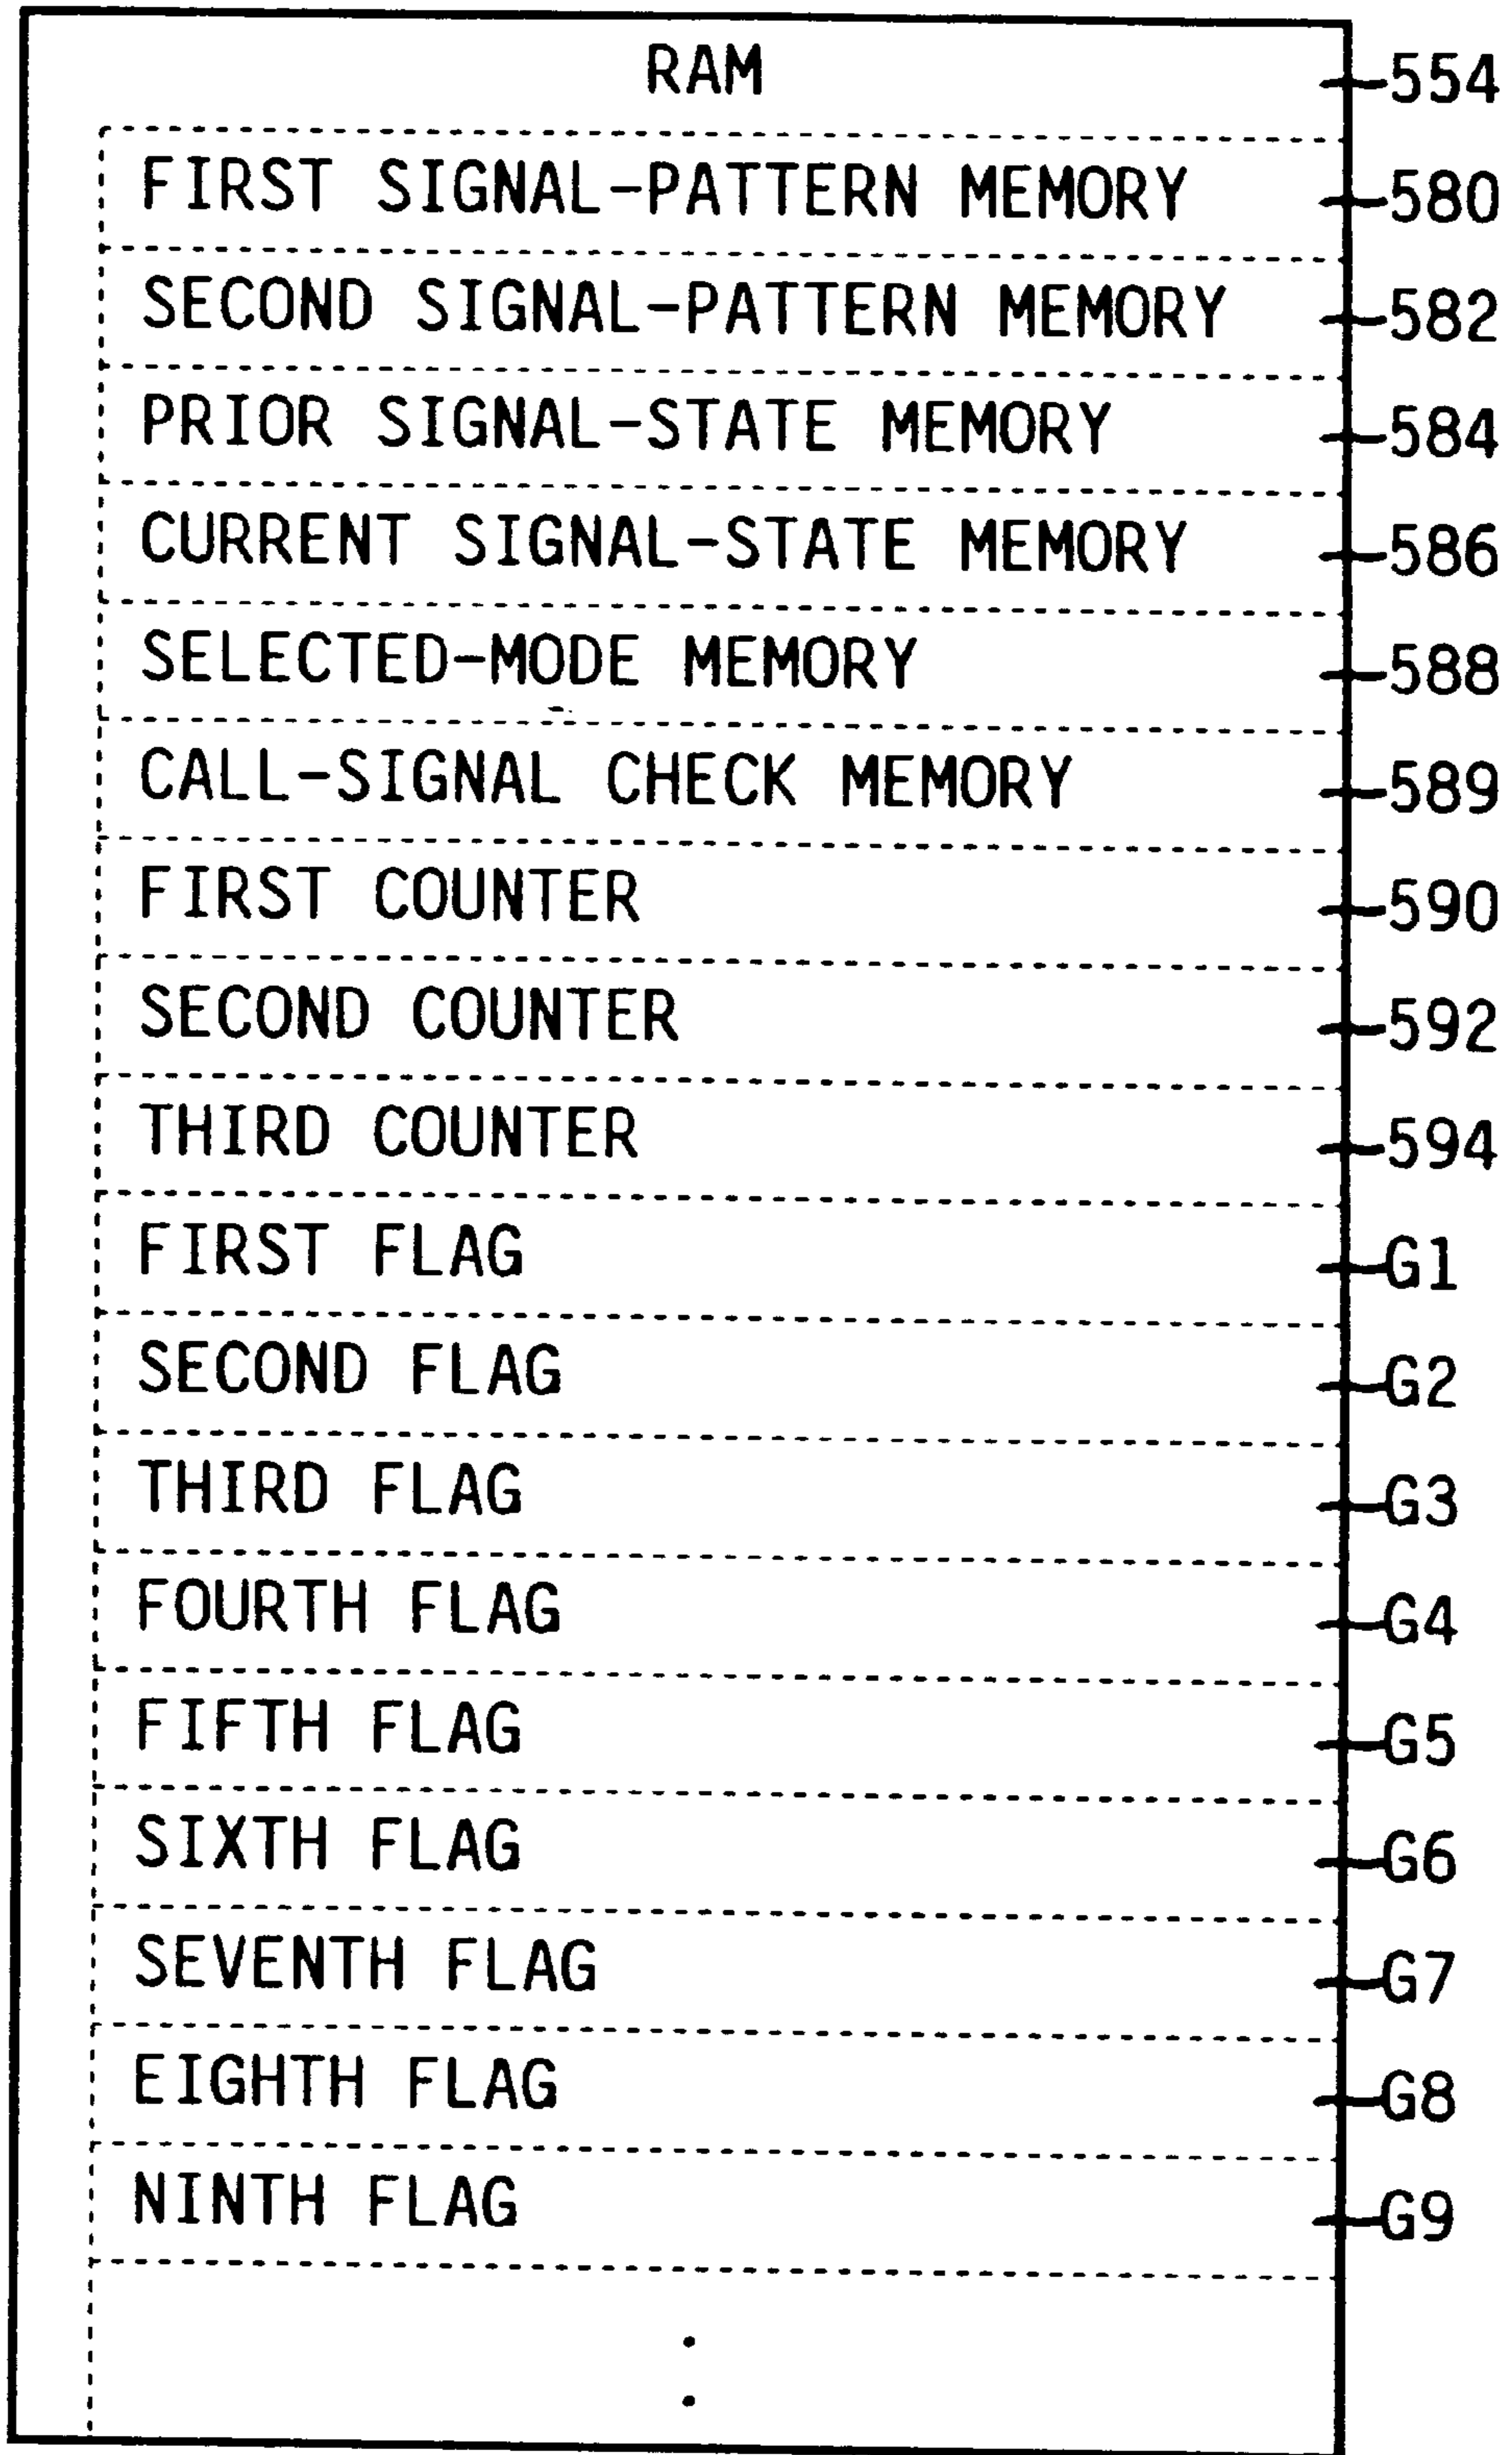 RAM 554
FIRST SIGNAL-PATTERN MEMORY 580
SECOND SIGNAL-PATTERN MEMORY 582
PRIOR SIGNAL-STATE MEMORY 584
CURRENT SIGNAL-STATE MEMORY 586
SELECTED-MODE MEMORY 588
CALL-SIGNAL CHECK MEMORY 589
FIRST COUNTER 590
SECOND COUNTER 592
THIRD COUNTER 594
FIRST FLAG G1
SECOND FLAG G2
THIRD FLAG G3
FOURTH FLAG G4
FIFTH FLAG G5
SIXTH FLAG G6
SEVENTH FLAG G7
EIGHTH FLAG G8
NINTH FLAG G9